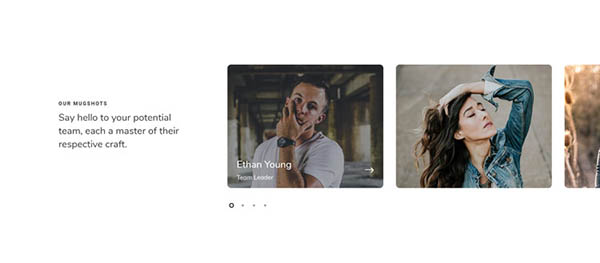 OUR MUGSHOTS
Say hello to your potential
team, each a master of their
respective craft.
Ethan Young
Team Leader